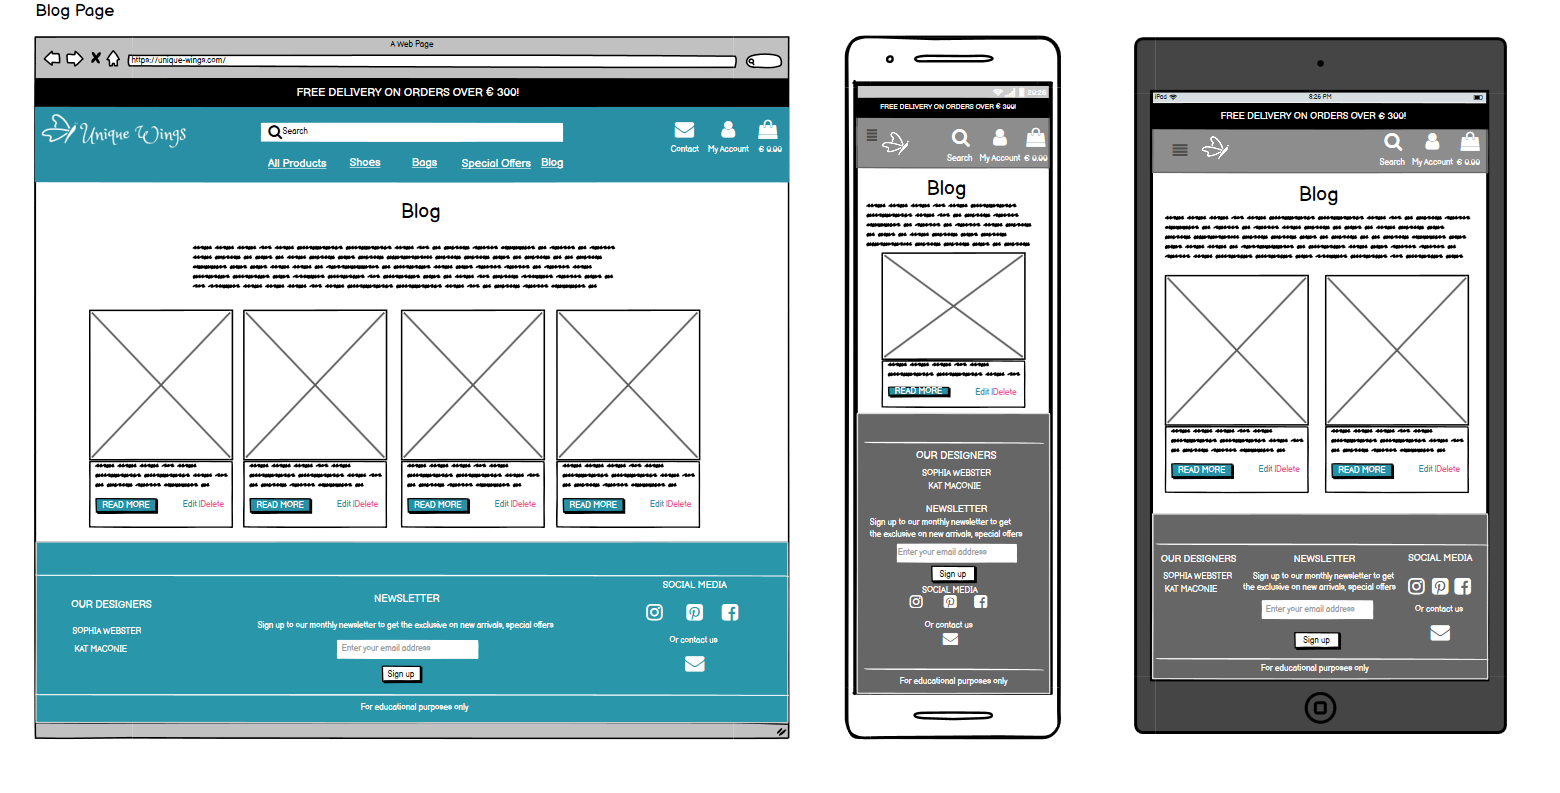 Blog Page
A Web Page
https://unique-wings.com/
FREE DELIVERY ON ORDERS OVER € 300!
Unique Wings
Search
Contact My Account € 0.00
All Products Shoes Bags Special Offers Blog
Blog
READ MORE Edit |Delete
READ MORE Edit |Delete
READ MORE Edit |Delete
READ MORE Edit |Delete
OUR DESIGNERS
SOPHIA WEBSTER
KAT MACONIE
NEWSLETTER
Sign up to our monthly newsletter to get the exclusive on new arrivals, special offers
Enter your email address
Sign up
SOCIAL MEDIA
Or contact us
For educational purposes only
20:26
FREE DELIVERY ON ORDERS OVER € 300!
Search My Account € 0.00
Blog
READ MORE Edit |Delete
OUR DESIGNERS
SOPHIA WEBSTER
KAT MACONIE
NEWSLETTER
Sign up to our monthly newsletter to get
the exclusive on new arrivals, special offers
Enter your email address
Sign up
SOCIAL MEDIA
Or contact us
For educational purposes only
iPad 8:26 PM
FREE DELIVERY ON ORDERS OVER € 300!
Search My Account € 0.00
Blog
READ MORE Edit |Delete
READ MORE Edit |Delete
OUR DESIGNERS
SOPHIA WEBSTER
KAT MACONIE
NEWSLETTER
Sign up to our monthly newsletter to get
the exclusive on new arrivals, special offers
Enter your email address
Sign up
SOCIAL MEDIA
Or contact us
For educational purposes only